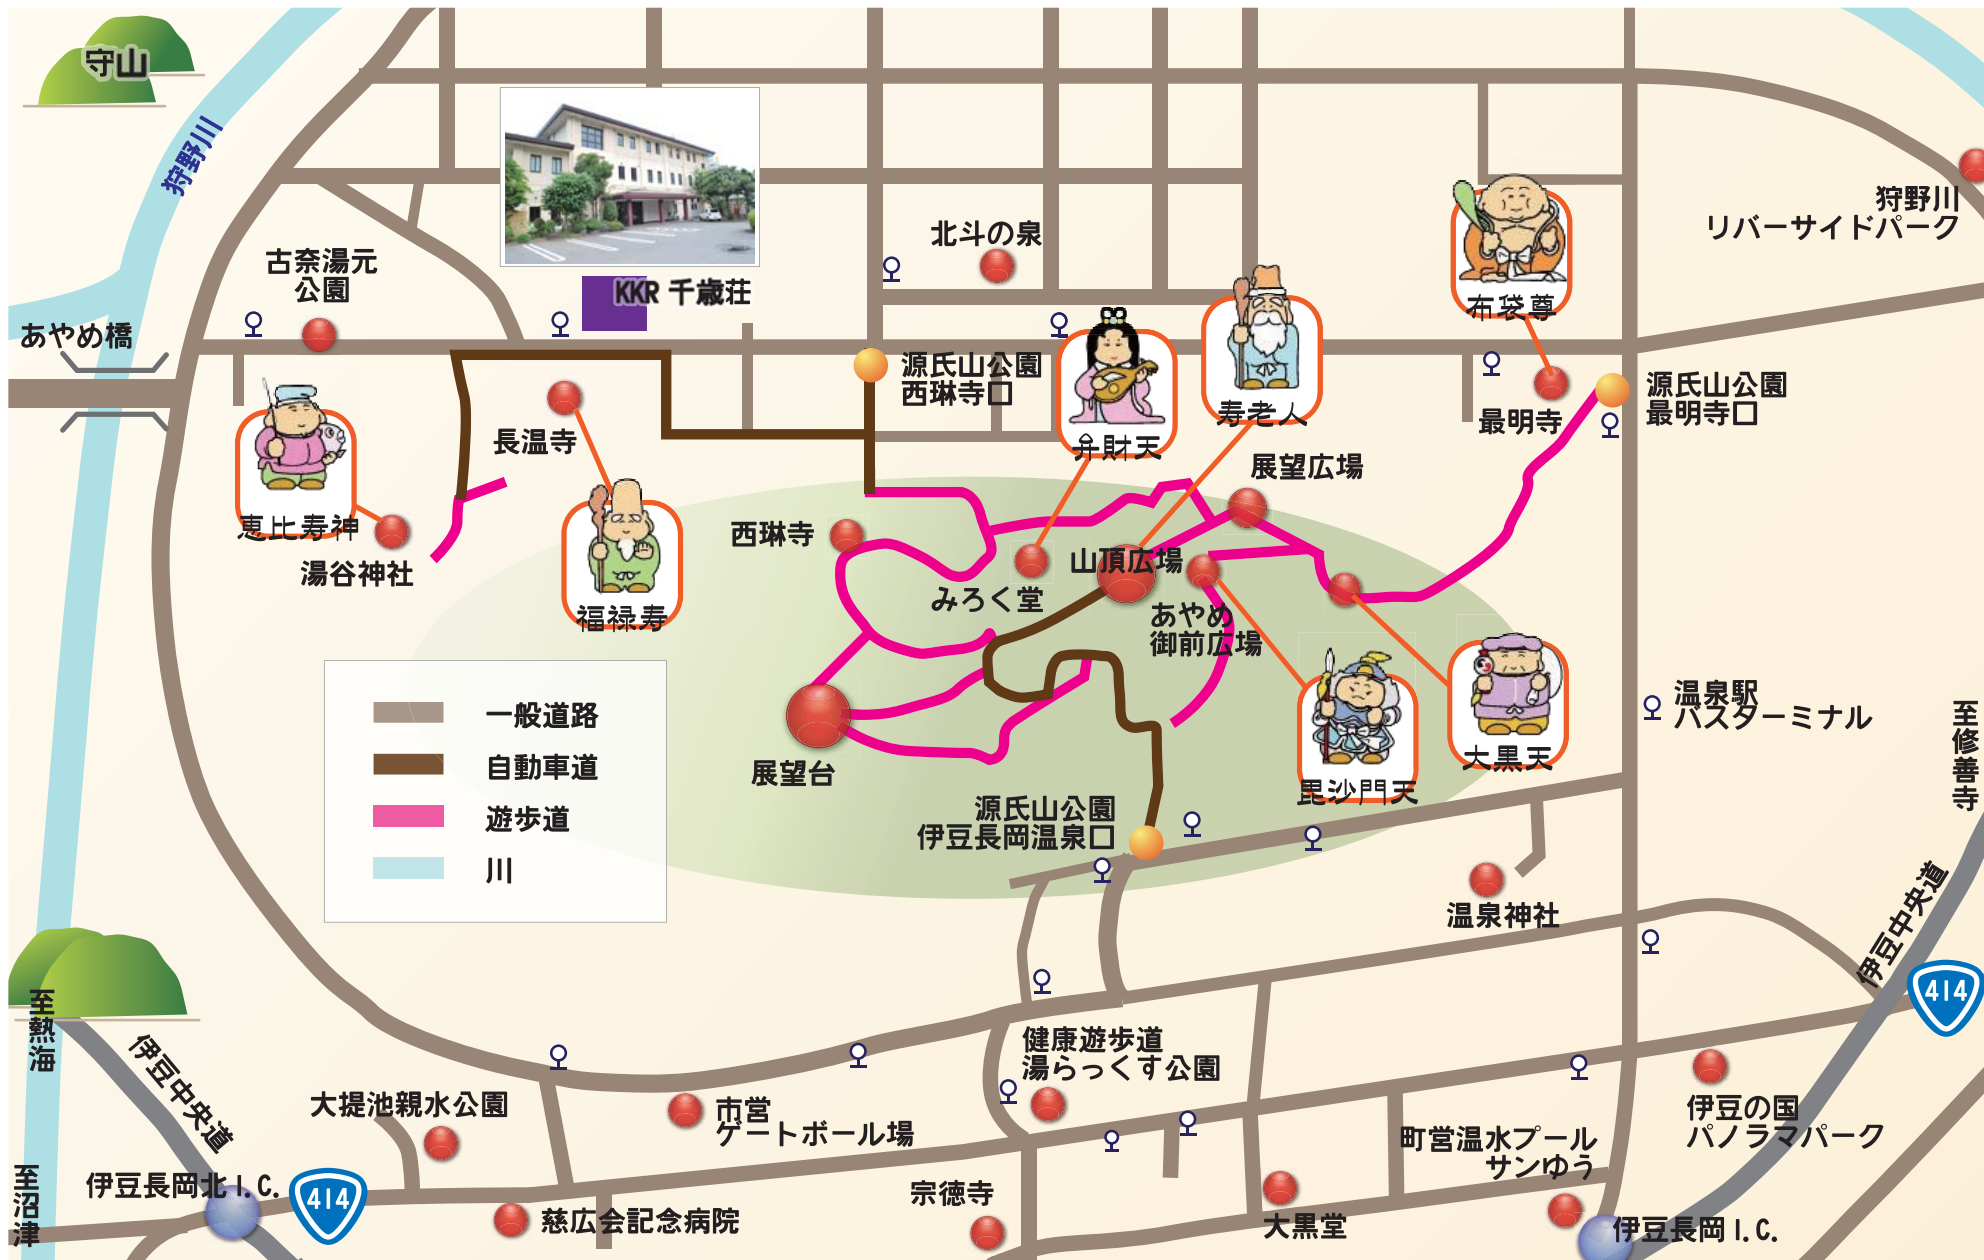 守山
狩野川
狩野川
リバーサイドパーク
北斗の泉
古奈湯元
公園
KKR 千歳荘
布袋尊
あやめ橋
源氏山公園
西琳寺口
弁財天
寿老人
最明寺
源氏山公園
最明寺口
長温寺
展望広場
恵比寿神
湯谷神社
福禄寿
西琳寺
みろく堂
山頂広場
あやめ
御前広場
一般道路
自動車道
遊歩道
川
展望台
毘沙門天
大黒天
温泉駅
バスターミナル
至修善寺
源氏山公園
伊豆長岡温泉口
温泉神社
伊豆中央道
414
至熱海
伊豆中央道
健康遊歩道
湯らっくす公園
大提池親水公園
市営
ゲートボール場
伊豆の国
パノラマパーク
町営温水プール
サンゆう
至沼津
伊豆長岡北I.C.
414
慈広会記念病院
宗徳寺
大黒堂
伊豆長岡I.C.